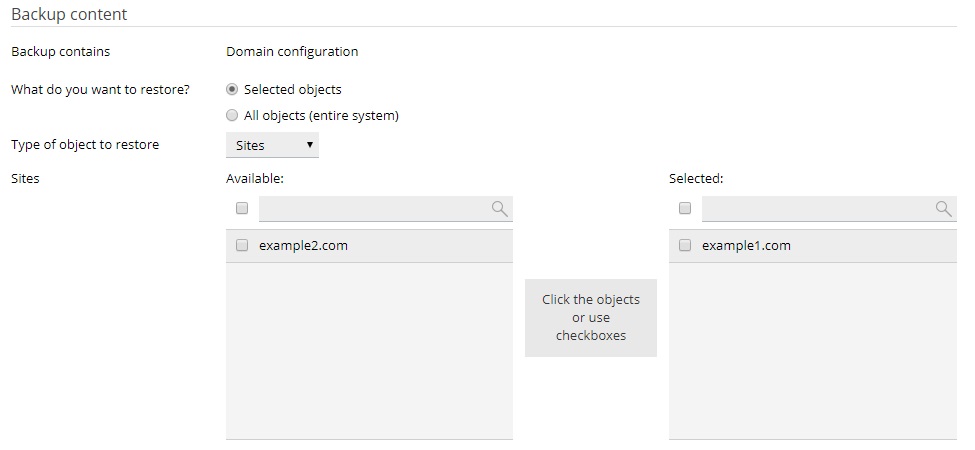 Backup content
Backup contains Domain configuration
What do you want to restore? Selected objects
All objects (entire system)
Type of object to restore Sites
Sites Available: Selected:
example2.com example1.com
Click the objects
or use
checkboxes